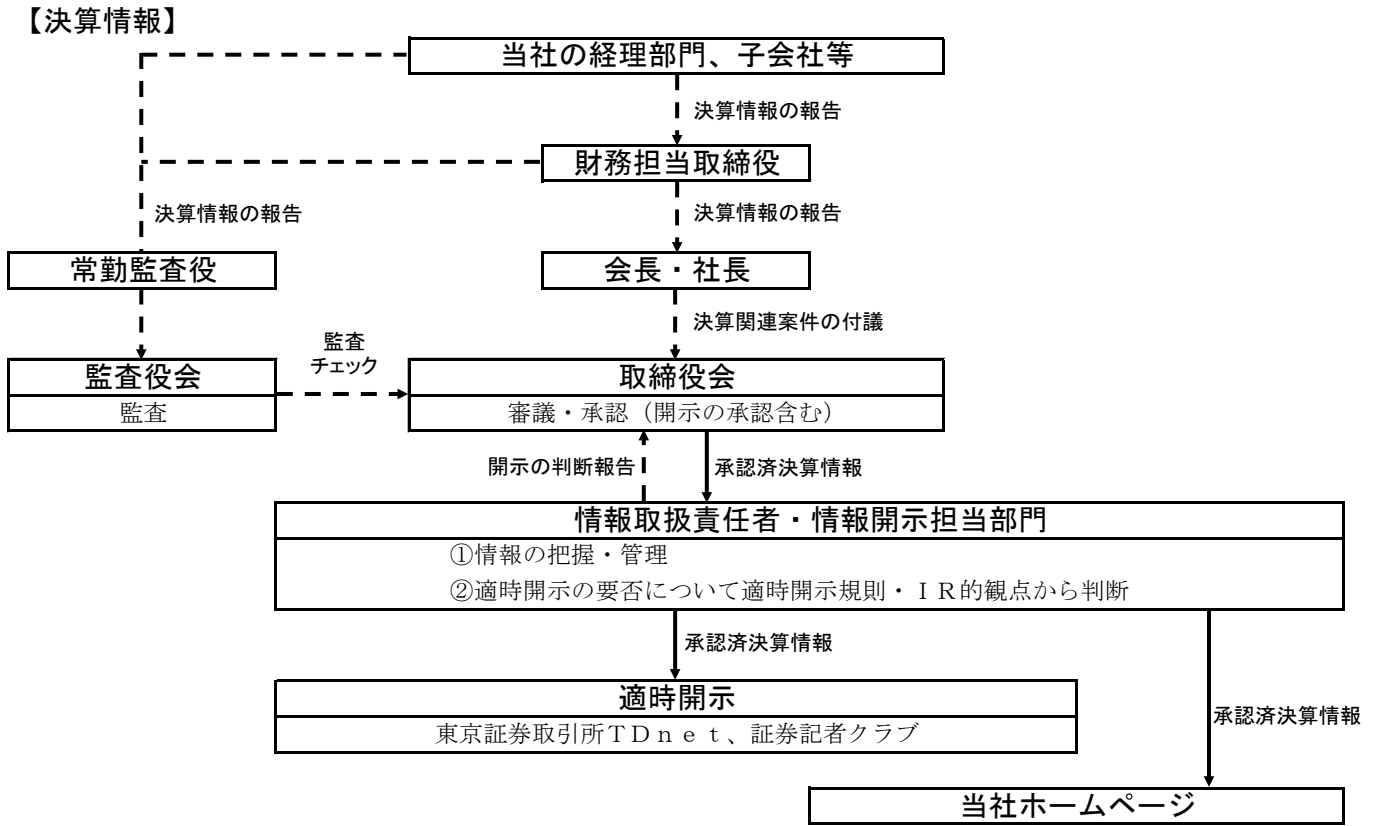 【決算情報】
当社の経理部門、子会社等
決算情報の報告
財務担当取締役
決算情報の報告
決算情報の報告
常勤監査役
会長・社長
決算関連案件の付議
監査
チェック
監査役会
監査
取締役会
審議・承認（開示の承認含む）
開示の判断報告
承認済決算情報
情報取扱責任者・情報開示担当部門
①情報の把握・管理
②適時開示の要否について適時開示規則・ＩＲ的観点から判断
承認済決算情報
適時開示
東京証券取引所ＴＤｎｅｔ、証券記者クラブ
承認済決算情報
当社ホームページ